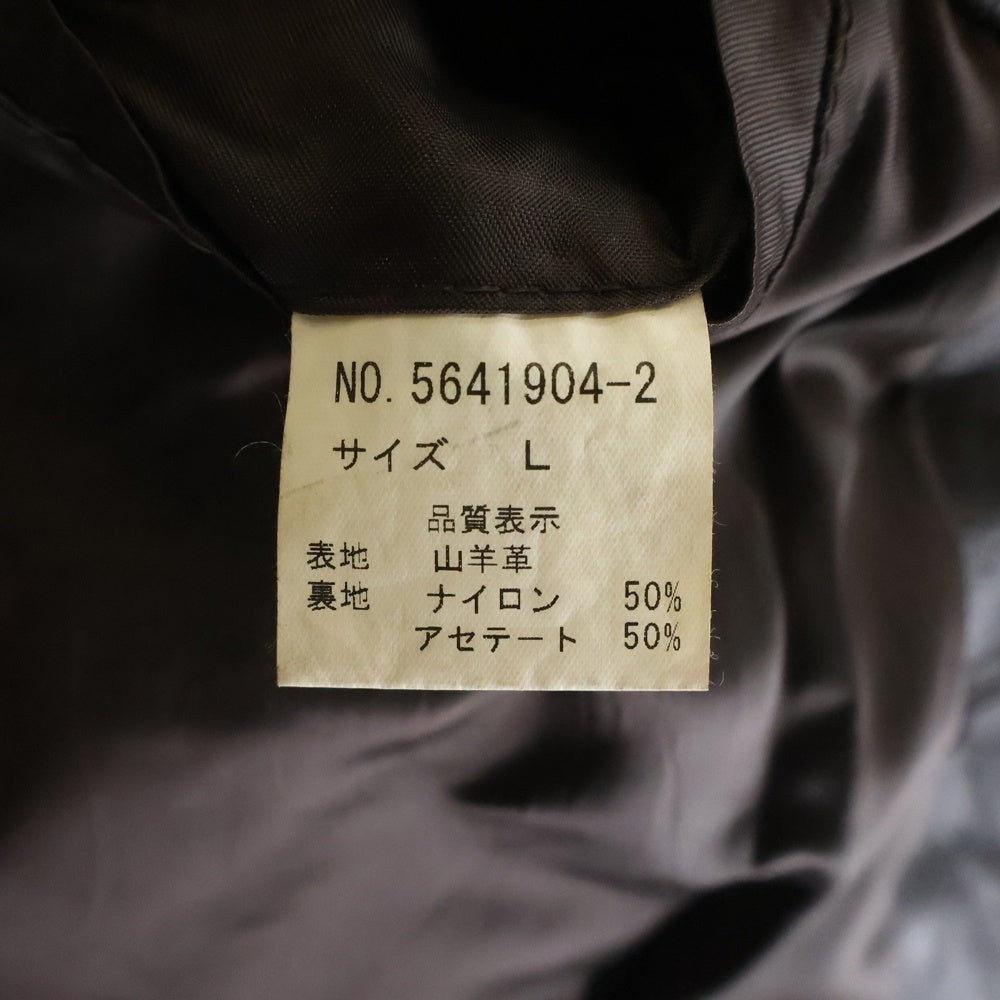 NO. 5641904-2
サイズ L
品質表示
表地 山羊革
裏地 ナイロン 50%
アセテート 50%